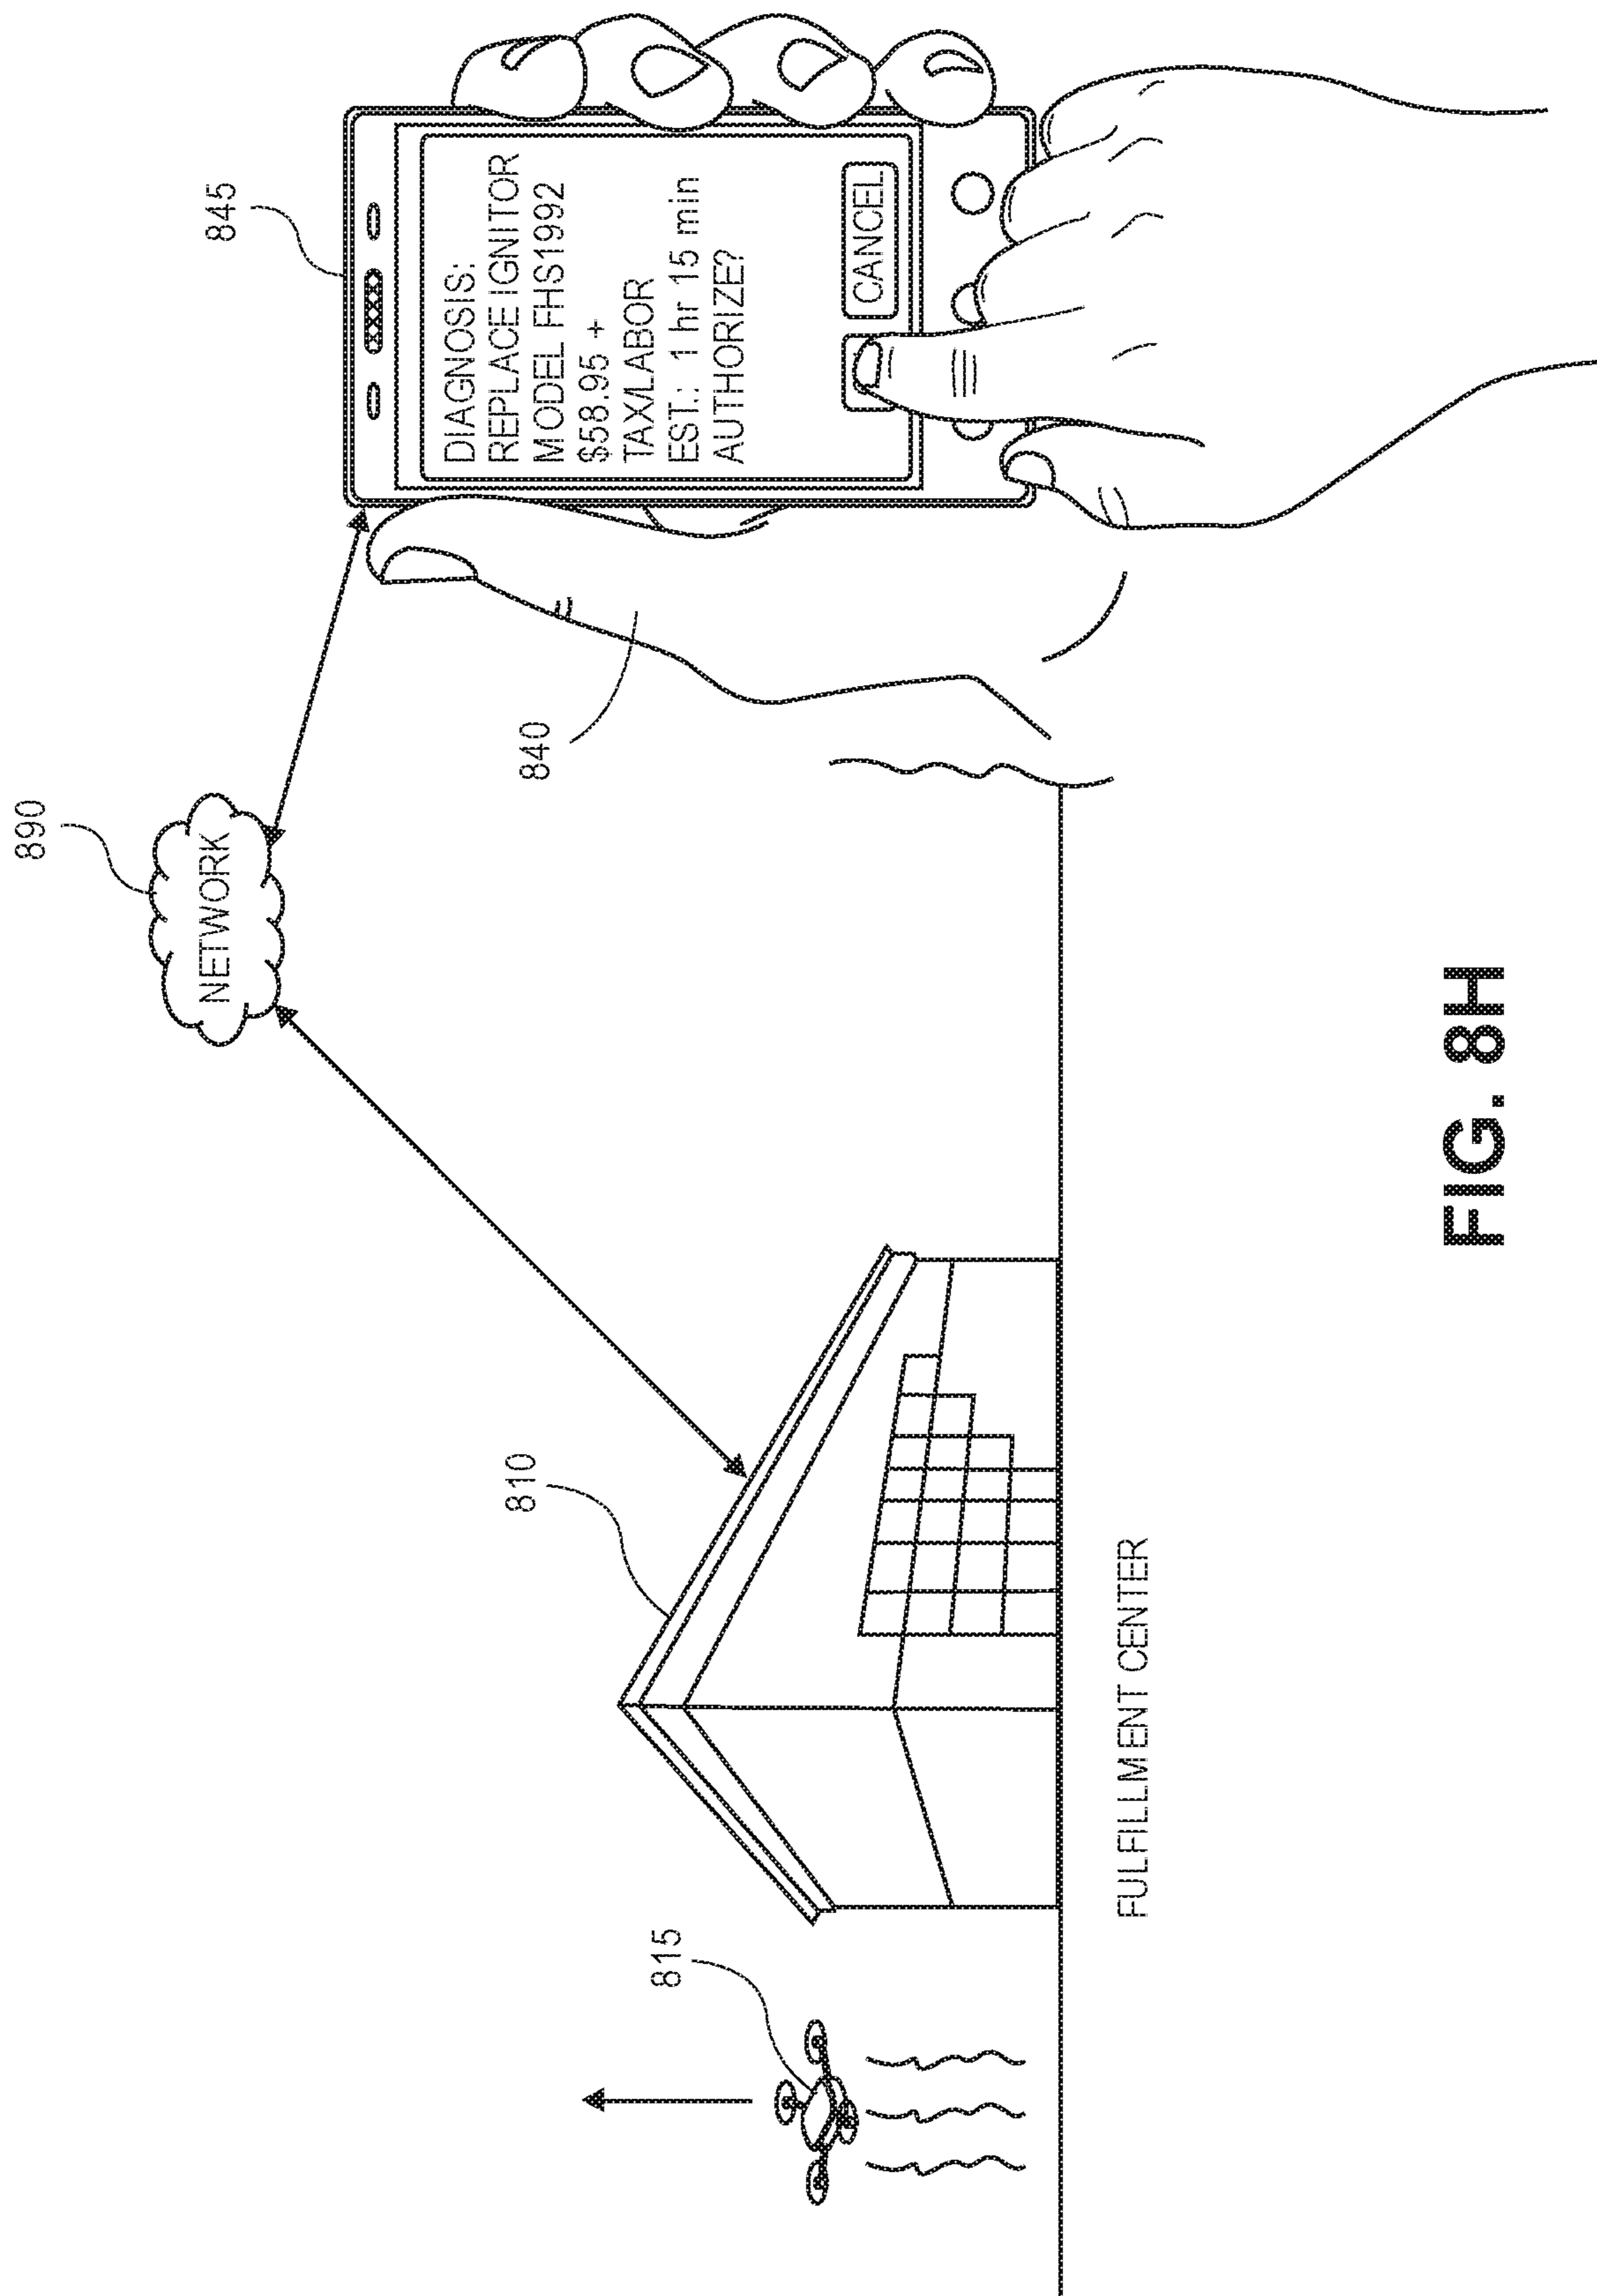 890
NETWORK
845
DIAGNOSIS:
REPLACE IGNITOR
MODEL FHS1992
$58.95 +
TAX/LABOR
EST.: 1 hr 15 min
AUTHORIZE?
CANCEL
840
810
815
FULFILLMENT CENTER
FIG. 8H